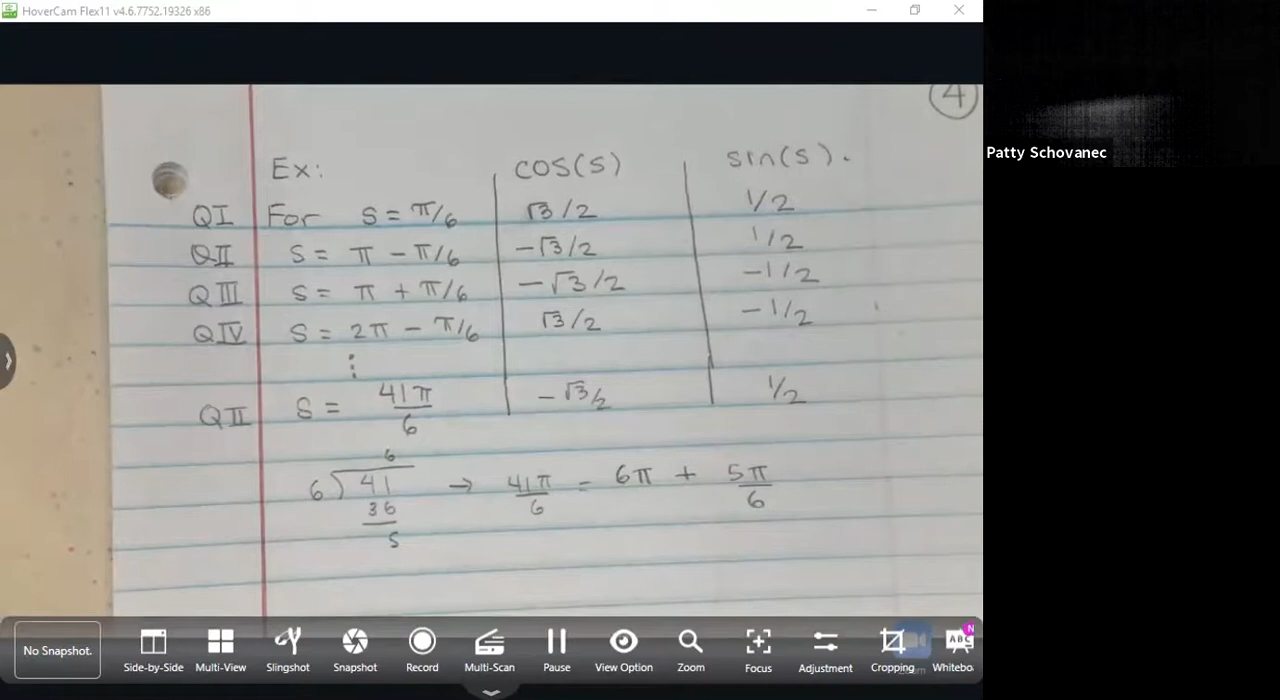 HoverCam Flex11 v4.6.7752.19326 x86
4
Ex: cos(s) sin(s).
QI For s = π/6 √3/2 1/2
QII s = π - π/6 -√3/2 1/2
QIII s = π + π/6 -√3/2 -1/2
QIV s = 2π - π/6 √3/2 -1/2
⋮
QII s = 41π/6 -√3/2 1/2
6
6)41 → 41π/6 = 6π + 5π/6
36
5
Patty Schovanec
No Snapshot.
Side-by-Side Multi-View Slingshot Snapshot Record Multi-Scan Pause View Option Zoom Focus Adjustment Cropping Whiteboa
ABC
N